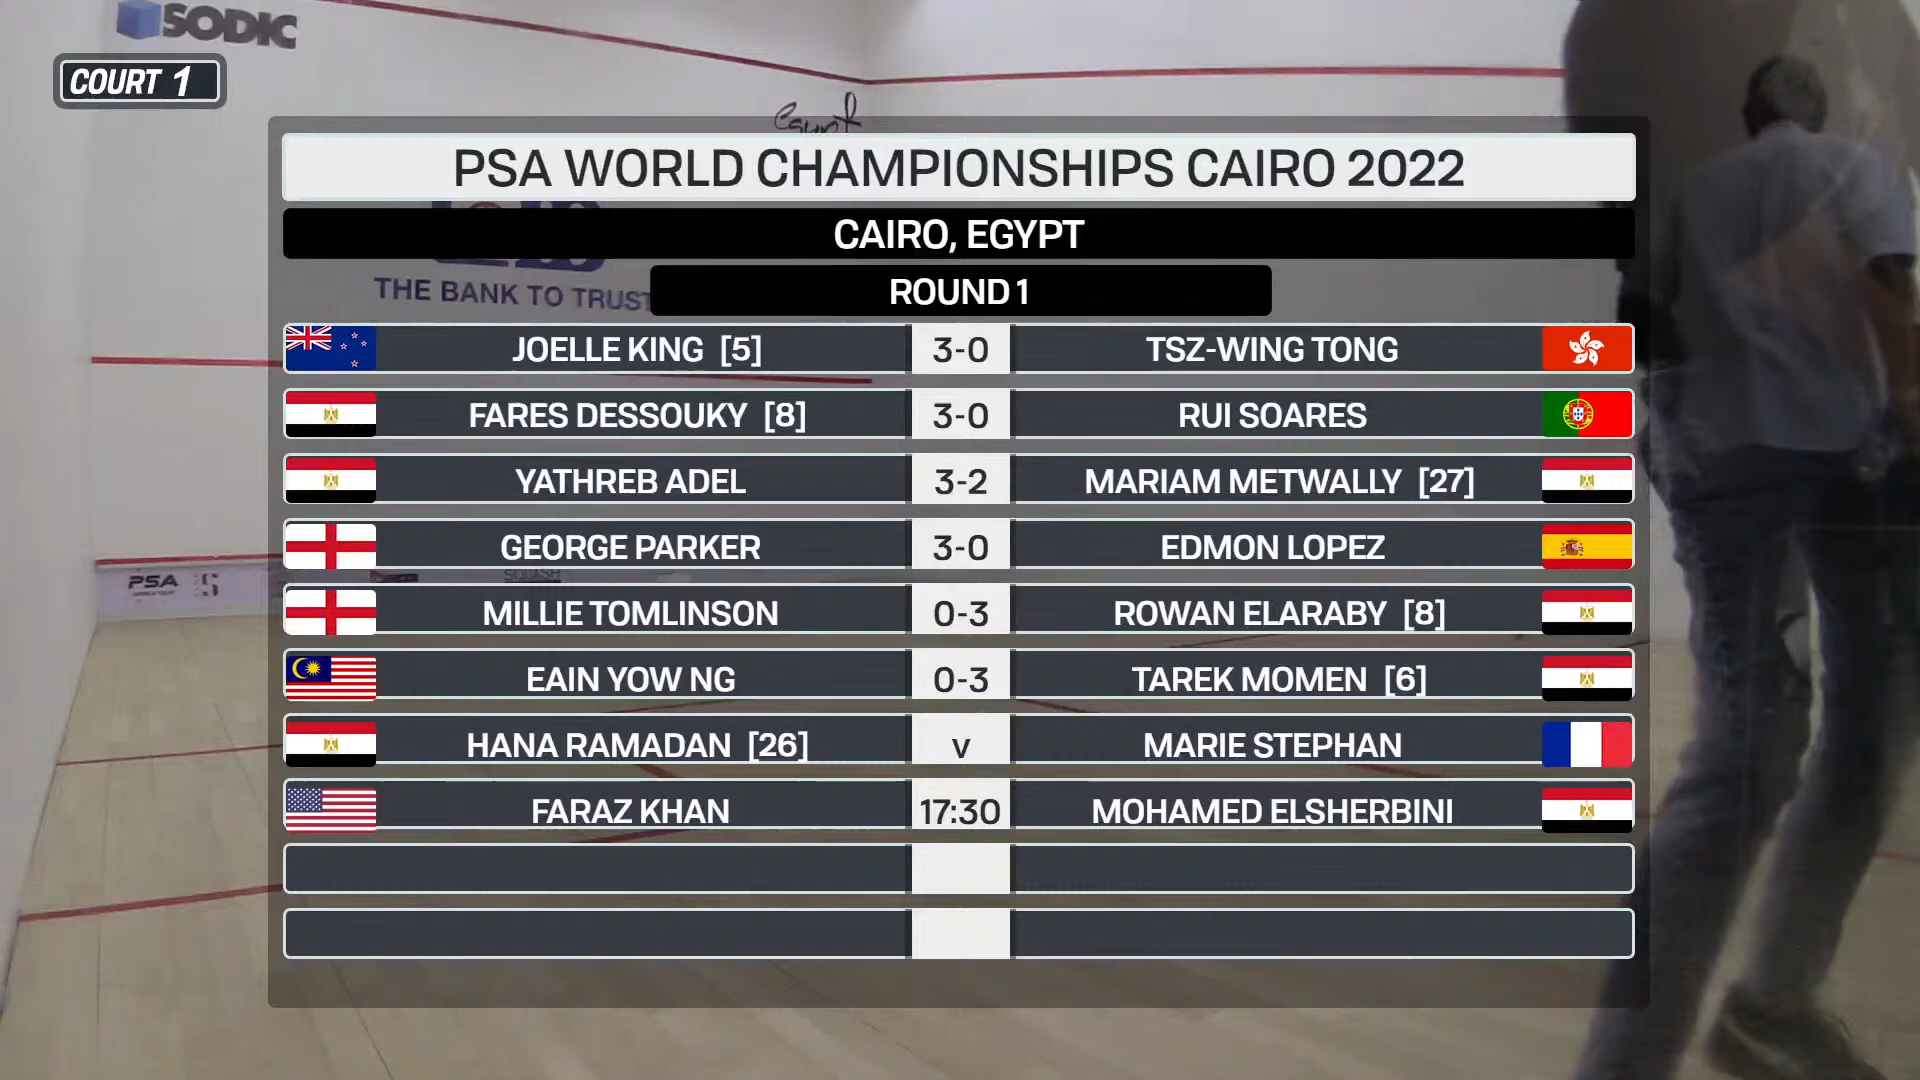 SODIC
COURT 1
Egypt
PSA WORLD CHAMPIONSHIPS CAIRO 2022
CAIRO, EGYPT
THE BANK TO TRUST
ROUND 1
JOELLE KING [5] 3-0 TSZ-WING TONG
FARES DESSOUKY [8] 3-0 RUI SOARES
YATHREB ADEL 3-2 MARIAM METWALLY [27]
GEORGE PARKER 3-0 EDMON LOPEZ
PSA
SQUASH
MILLIE TOMLINSON 0-3 ROWAN ELARABY [8]
EAIN YOW NG 0-3 TAREK MOMEN [6]
HANA RAMADAN [26] v MARIE STEPHAN
FARAZ KHAN 17:30 MOHAMED ELSHERBINI